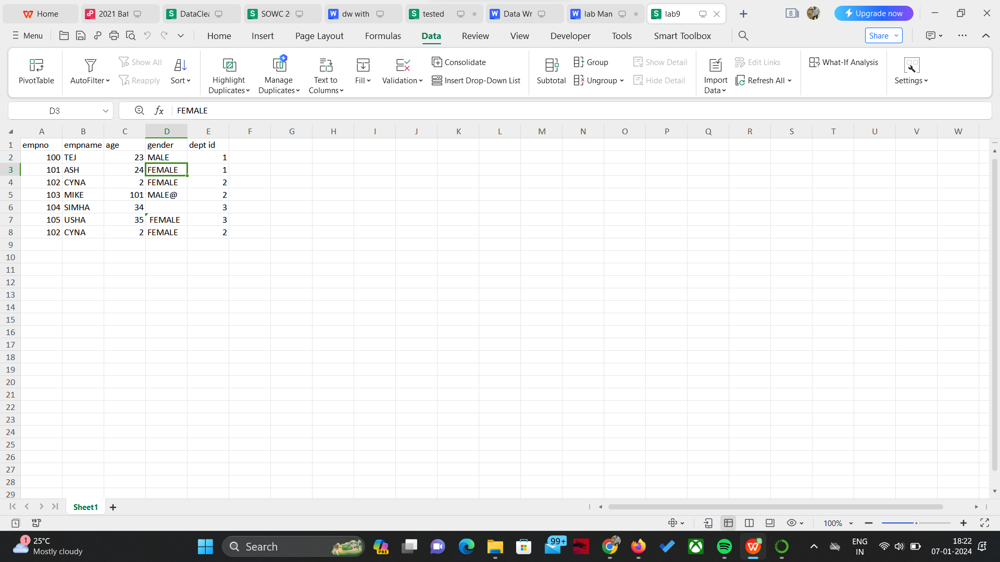 Home 2021 Bat DataClea SOWC 2 dw with tested Data Wr lab Man lab9 8 Upgrade now
Menu Home Insert Page Layout Formulas Data Review View Developer Tools Smart Toolbox Share
Show All Consolidate Group Show Detail Edit Links What-If Analysis
PivotTable AutoFilter Reapply Sort Highlight Duplicates Manage Duplicates Text to Columns Fill Validation Insert Drop-Down List Subtotal Ungroup Hide Detail Import Data Refresh All Settings
D3 fx FEMALE
A B C D E F G H I J K L M N O P Q R S T U V W
1 empno empname age gender dept id
2 100 TEJ 23 MALE 1
3 101 ASH 24 FEMALE 1
4 102 CYNA 2 FEMALE 2
5 103 MIKE 101 MALE@ 2
6 104 SIMHA 34 3
7 105 USHA 35 FEMALE 3
8 102 CYNA 2 FEMALE 2
9
10
11
12
13
14
15
16
17
18
19
20
21
22
23
24
25
26
27
28
29
Sheet1
100%
1 25°C Search PRE 99+ ENG 18:22
Mostly cloudy IN 07-01-2024